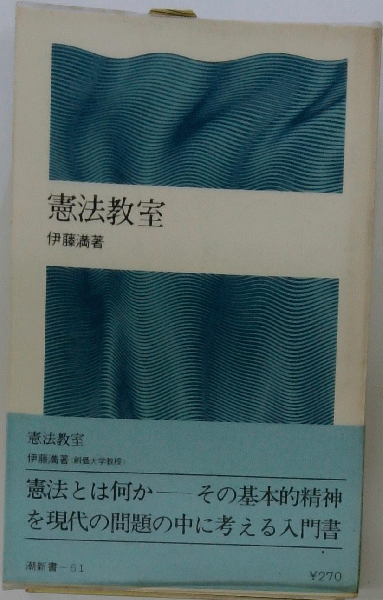 憲法教室
伊藤満著
憲法教室
伊藤満著(創価大学教授)
憲法とは何か――その基本的精神
を現代の問題の中に考える入門書
潮新書-61
¥270